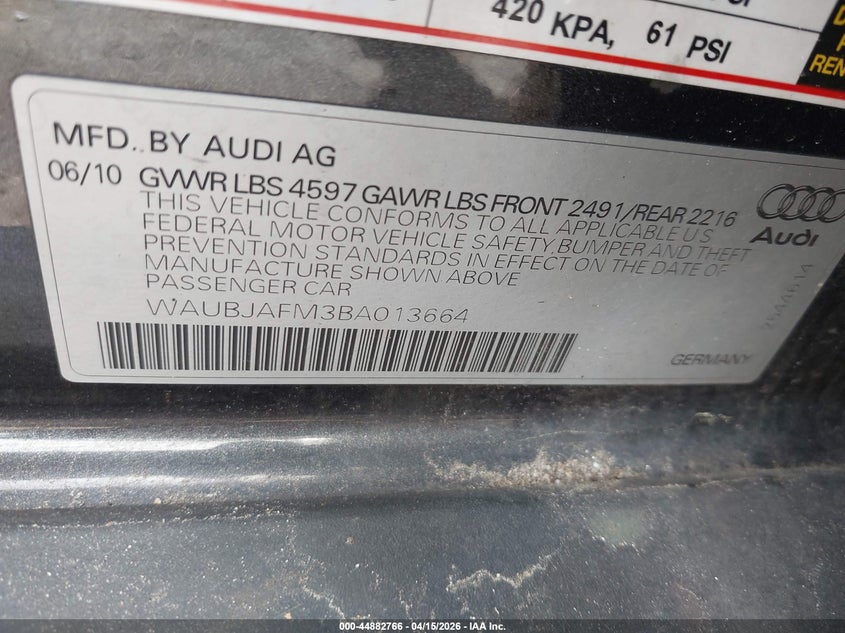 420 KPA, 61 PSI
REN
MFD. BY AUDI AG
06/10 GVWR LBS 4597 GAWR LBS FRONT 2491/REAR 2216
THIS VEHICLE CONFORMS TO ALL APPLICABLE U S
FEDERAL MOTOR VEHICLE SAFETY, BUMPER AND THEFT
PREVENTION STANDARDS IN EFFECT ON THE DATE OF
MANUFACTURE SHOWN ABOVE
PASSENGER CAR
WAUBJAFM3BA013664
Audi
GERMANY
000-44882766 - 04/15/2026 - IAA Inc.